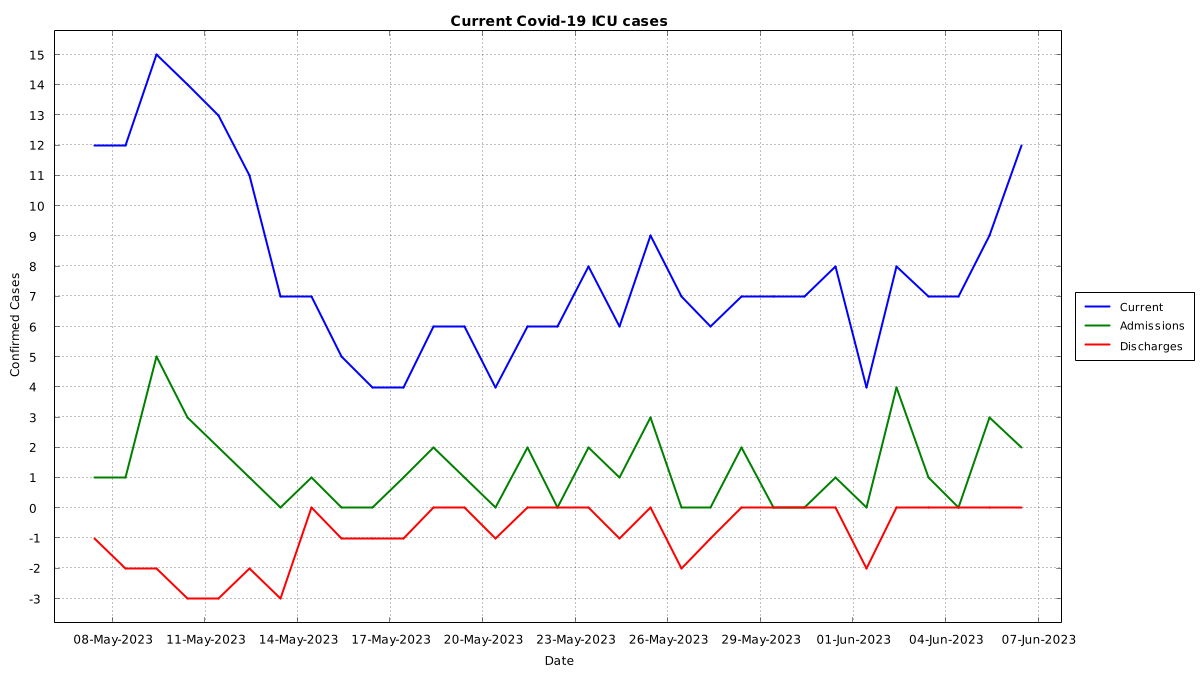 Current Covid-19 ICU cases
15
14
13
12
11
10
9
8
7
6
5
4
3
2
1
0
-1
-2
-3
Confirmed Cases
08-May-2023 11-May-2023 14-May-2023 17-May-2023 20-May-2023 23-May-2023 26-May-2023 29-May-2023 01-Jun-2023 04-Jun-2023 07-Jun-2023
Date
Current
Admissions
Discharges